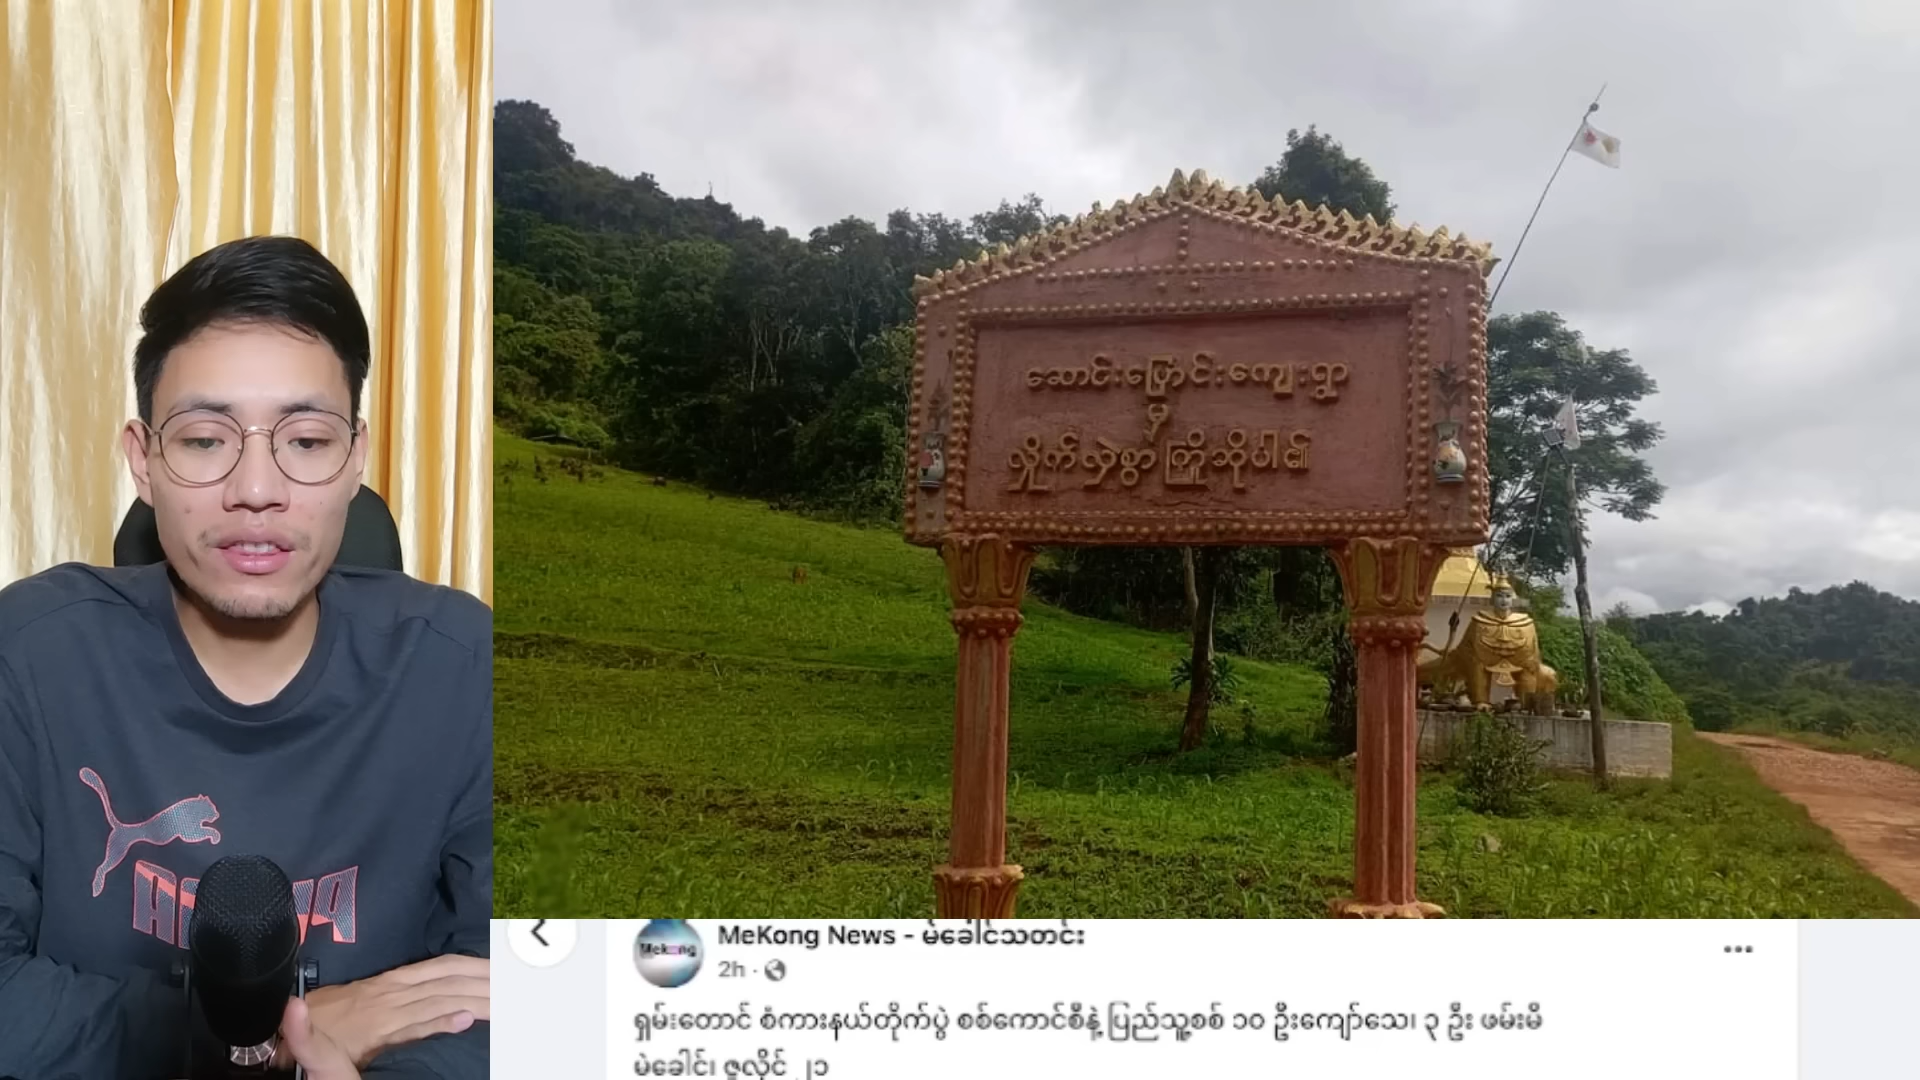 ဆောင်းပြောင်းကျေးရွာ
မှ
လှိုက်လှဲစွာ ကြိုဆိုပါ၏
MeKong News - မဲခေါင်သတင်း
2h
ရှမ်းတောင် စံကားနယ်တိုက်ပွဲ စစ်ကောင်စီနဲ့ ပြည်သူ့စစ် ၁၀ ဦးကျော်သေ၊ ၃ ဦး ဖမ်းမိ
မဲခေါင်၊ ဇူလိုင် ၂၁